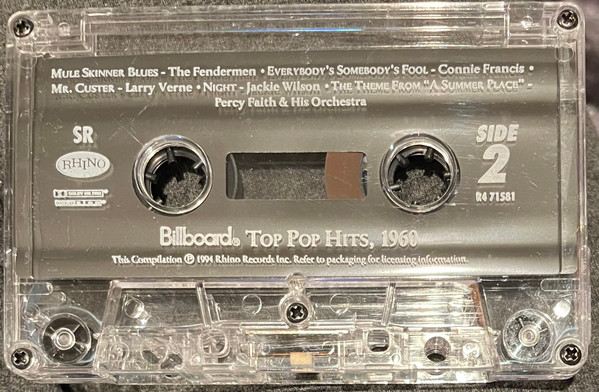 Mule Skinner Blues - The Fendermen • Everybody's Somebody's Fool - Connie Francis •
Mr. Custer - Larry Verne • Night - Jackie Wilson • The Theme From "A Summer Place" -
Percy Faith & His Orchestra
SR
SIDE
2
RHINO
R4 71581
Billboard® Top Pop Hits, 1960
This Compilation ℗ 1994 Rhino Records Inc. Refer to packaging for licensing information.